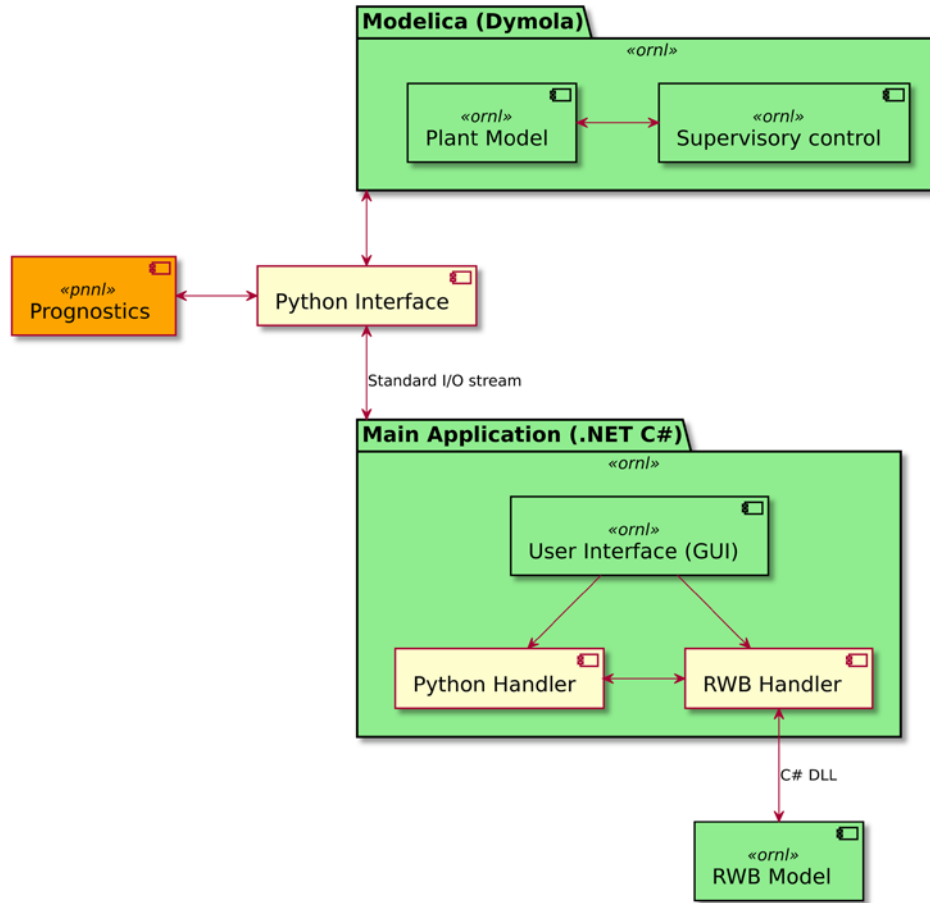 Modelica (Dymola)
«ornl»
«ornl»
Plant Model
«ornl»
Supervisory control
«pnnl»
Prognostics
Python Interface
Standard I/O stream
Main Application (.NET C#)
«ornl»
«ornl»
User Interface (GUI)
Python Handler
RWB Handler
C# DLL
«ornl»
RWB Model